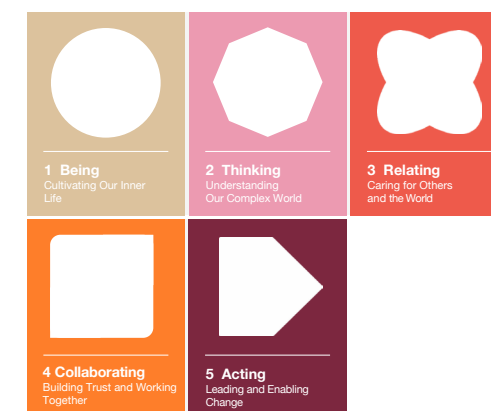 1 Being
Cultivating Our Inner
Life
2 Thinking
Understanding
Our Complex World
3 Relating
Caring for Others
and the World
4 Collaborating
Building Trust and Working
Together
5 Acting
Leading and Enabling
Change